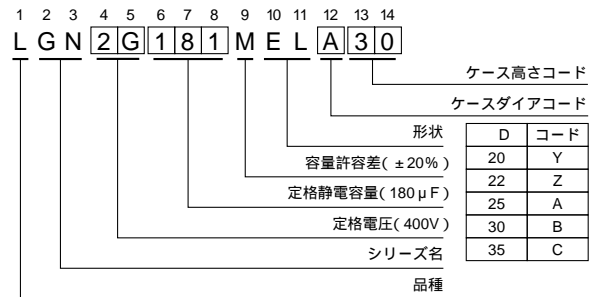 1 2 3 4 5 6 7 8 9 10 11 12 13 14
L G N 2 G 1 8 1 M E L A 3 0
ケース高さコード
ケースダイアコード
形状
容量許容差(±20%)
定格静電容量(180μF)
定格電圧(400V)
シリーズ名
品種
D コード
20 Y
22 Z
25 A
30 B
35 C